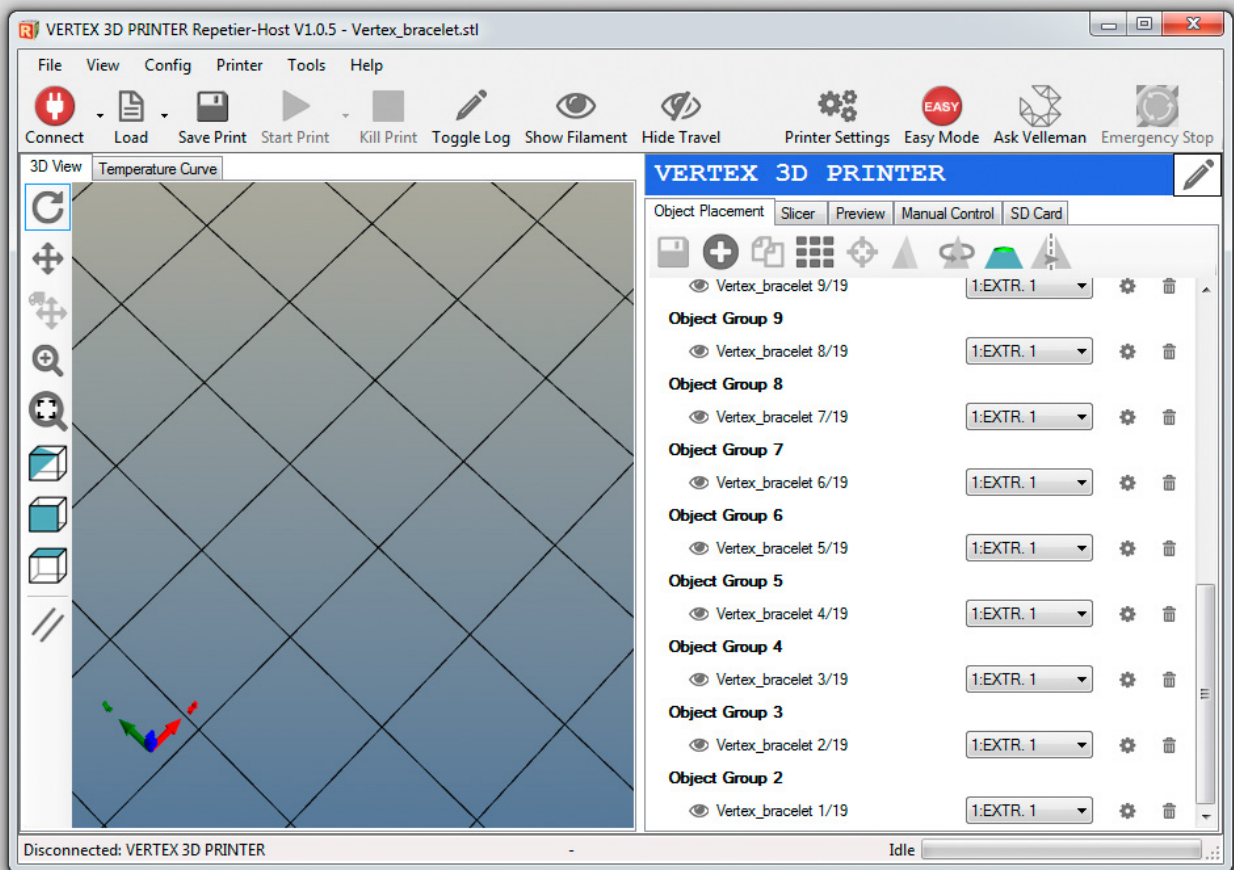 VERTEX 3D PRINTER Repetier-Host V1.0.5 - Vertex_bracelet.stl
File View Config Printer Tools Help
Connect Load Save Print Start Print Kill Print Toggle Log Show Filament Hide Travel Printer Settings EASY Easy Mode Ask Velleman Emergency Stop
3D View Temperature Curve
VERTEX 3D PRINTER
Object Placement Slicer Preview Manual Control SD Card
Vertex_bracelet 9/19 1:EXTR. 1
Object Group 9
Vertex_bracelet 8/19 1:EXTR. 1
Object Group 8
Vertex_bracelet 7/19 1:EXTR. 1
Object Group 7
Vertex_bracelet 6/19 1:EXTR. 1
Object Group 6
Vertex_bracelet 5/19 1:EXTR. 1
Object Group 5
Vertex_bracelet 4/19 1:EXTR. 1
Object Group 4
Vertex_bracelet 3/19 1:EXTR. 1
Object Group 3
Vertex_bracelet 2/19 1:EXTR. 1
Object Group 2
Vertex_bracelet 1/19 1:EXTR. 1
Disconnected: VERTEX 3D PRINTER - Idle